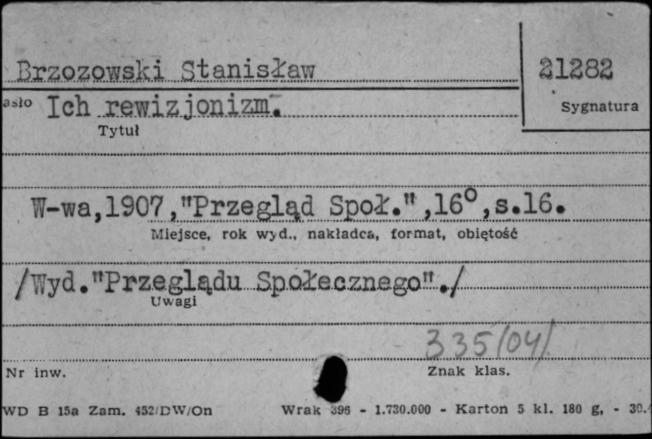 Brzozowski Stanisław
21282
asło Ich rewizjonizm.
Sygnatura
Tytuł
W-wa,1907,"Przegląd Społ.",16°,s.16.
Miejsce, rok wyd., nakładca, format, objętość
/Wyd."Przeglądu Społecznego"./
Uwagi
335/04/
Nr inw.
Znak klas.
WD B 15a Zam. 452/DW/On
Wrak 396 - 1.730.000 - Karton 5 kl. 180 g, - 30.